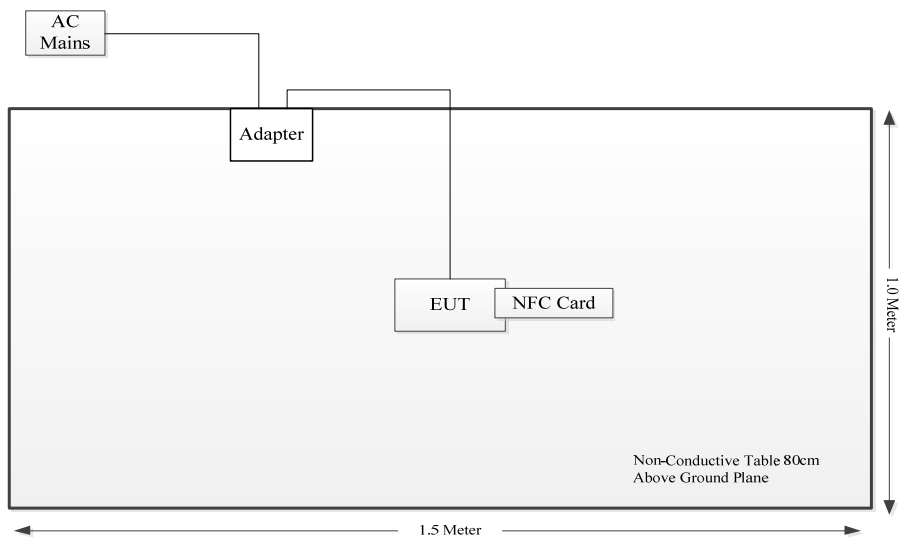 AC
Mains
Adapter
EUT
NFC Card
1.0 Meter
Non-Conductive Table 80cm
Above Ground Plane
1.5 Meter